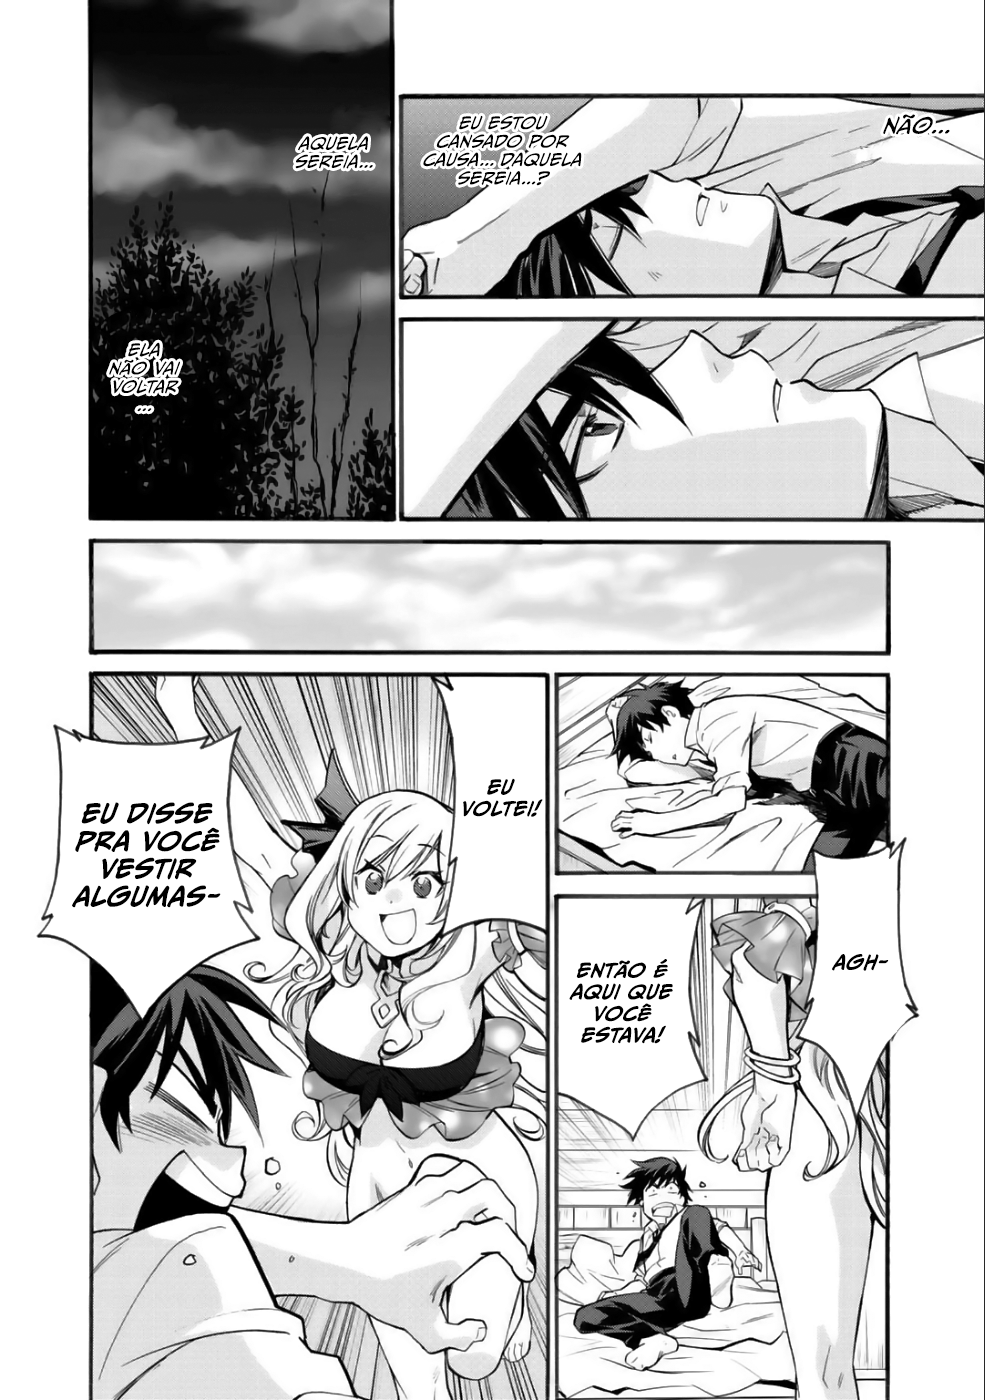 NÃO...
EU ESTOU
CANSADO POR
CAUSA... DAQUELA
SEREIA...?
AQUELA
SEREIA...
ELA
NÃO VAI
VOLTAR
...
AGH-
ENTÃO É
AQUI QUE
VOCÊ
ESTAVA!
EU
VOLTEI!
EU DISSE
PRA VOCÊ
VESTIR
ALGUMAS-